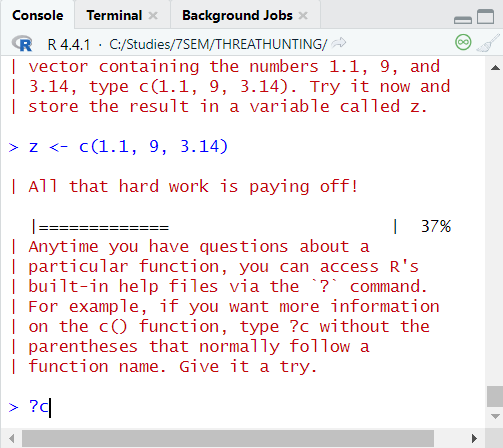 Console Terminal Background Jobs
R R 4.4.1 · C:/Studies/7SEM/THREATHUNTING/
| vector containing the numbers 1.1, 9, and
| 3.14, type c(1.1, 9, 3.14). Try it now and
| store the result in a variable called z.
> z <- c(1.1, 9, 3.14)
| All that hard work is paying off!
|============= | 37%
| Anytime you have questions about a
| particular function, you can access R's
| built-in help files via the `?` command.
| For example, if you want more information
| on the c() function, type ?c without the
| parentheses that normally follow a
| function name. Give it a try.
> ?c